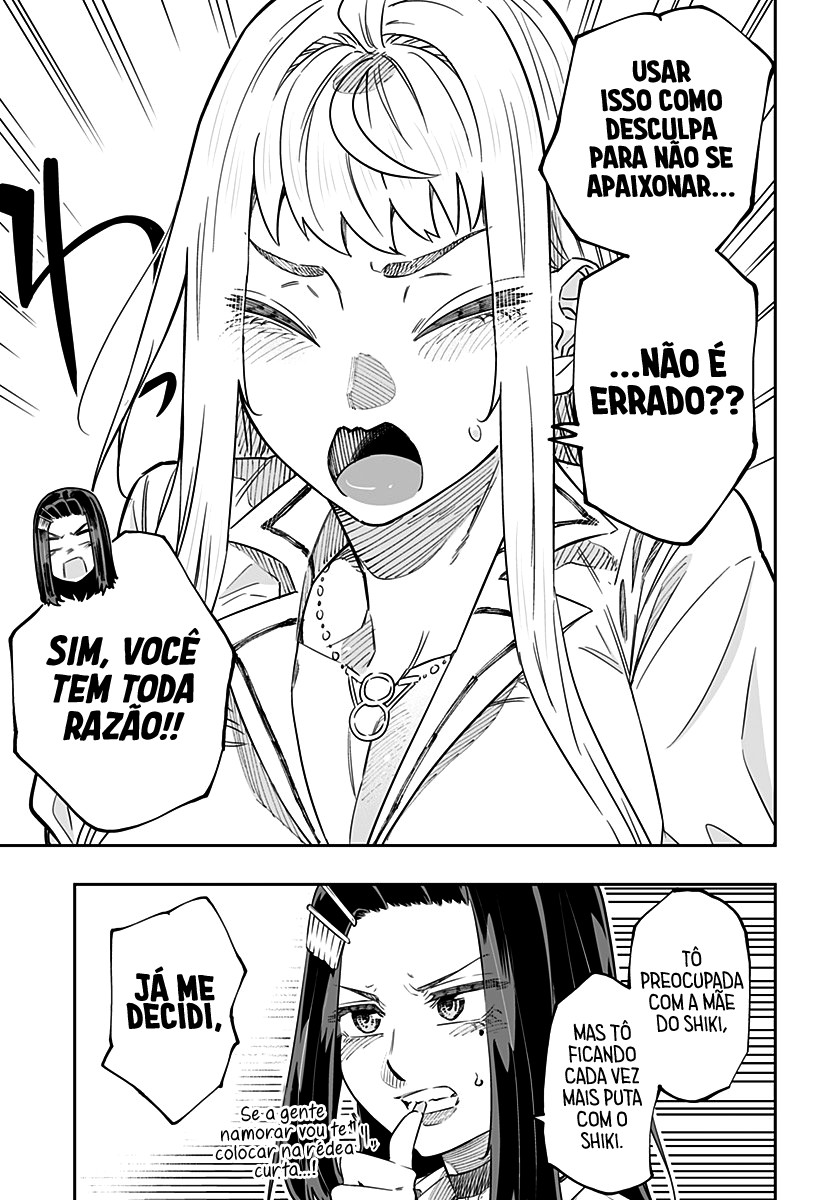 USAR
ISSO COMO
DESCULPA
PARA NÃO SE
APAIXONAR...
...NÃO É
ERRADO??
SIM, VOCÊ
TEM TODA
RAZÃO!!
TÔ
PREOCUPADA
COM A MÃE
DO SHIKI,
MAS TÔ
FICANDO
CADA VEZ
MAIS PUTA
COM O
SHIKI.
JÁ ME
DECIDI,
Se a gente
namorar vou te
colocar na rédea
curta...!